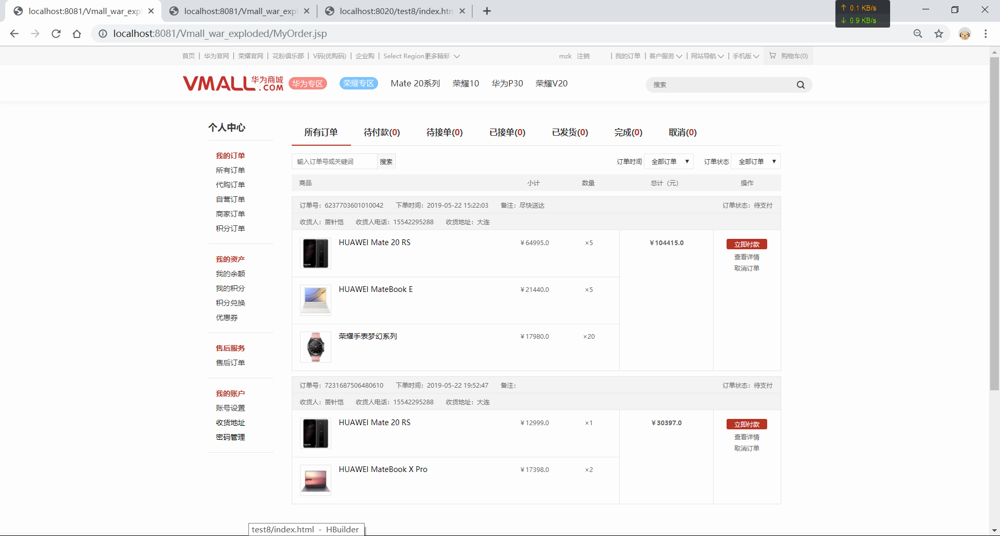 localhost:8081/Vmall_war_expl
localhost:8081/Vmall_war_expl
localhost:8020/test8/index.htm
↑ 0.1 KB/s
↓ 0.9 KB/s
localhost:8081/Vmall_war_exploded/MyOrder.jsp
首页 | 华为官网 | 荣耀官网 | 花粉俱乐部 | V码(优购码) | 企业购 | Select Region更多精彩
mzk 注销 | 我的订单 | 客户服务 | 网站导航 | 手机版 购物车(0)
VMALL.COM 华为商城 华为专区 荣耀专区 Mate 20系列 荣耀10 华为P30 荣耀V20 搜索
个人中心
我的订单
所有订单
代购订单
自营订单
商家订单
积分订单
我的资产
我的余额
我的积分
积分兑换
优惠券
售后服务
售后订单
我的账户
账号设置
收货地址
密码管理
所有订单 待付款(0) 待接单(0) 已接单(0) 已发货(0) 完成(0) 取消(0)
输入订单号或关键词 搜索 订单时间 全部订单 ▼ 订单状态 全部订单 ▼
商品 小计 数量 总计（元） 操作
订单号：6237703601010042 下单时间：2019-05-22 15:22:03 备注：尽快送达 订单状态：待支付
收货人：苗针恺 收货人电话：15542295288 收货地址：大连
HUAWEI Mate 20 RS ￥64995.0 ×5 ￥104415.0 立即付款
查看详情
取消订单
HUAWEI MateBook E ￥21440.0 ×5
荣耀手表梦幻系列 ￥17980.0 ×20
订单号：7231687506480610 下单时间：2019-05-22 19:52:47 备注： 订单状态：待支付
收货人：苗针恺 收货人电话：15542295288 收货地址：大连
HUAWEI Mate 20 RS ￥12999.0 ×1 ￥30397.0 立即付款
查看详情
取消订单
HUAWEI MateBook X Pro ￥17398.0 ×2
test8/index.html - HBuilder